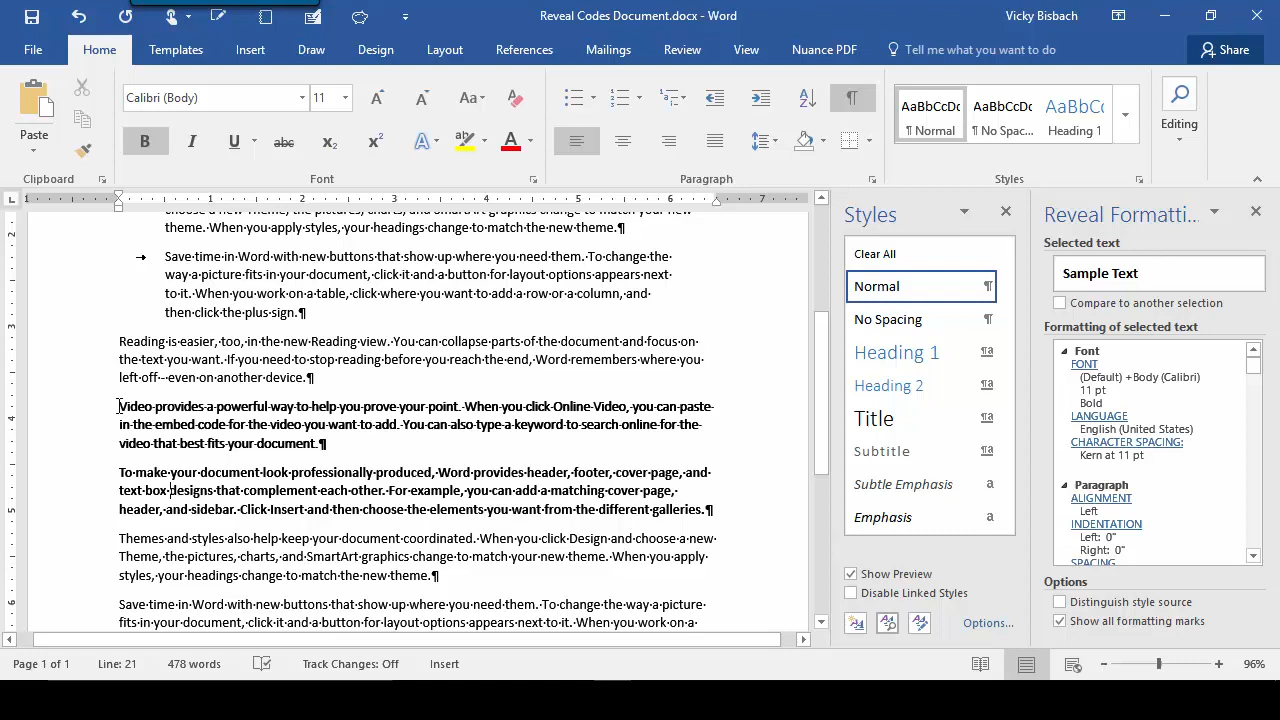 Reveal Codes Document.docx - Word
Vicky Bisbach
File Home Templates Insert Draw Design Layout References Mailings Review View Nuance PDF Tell me what you want to do Share
Paste
Clipboard
Calibri (Body) 11
Aa
B I U abc X₂ X² A ab A
Font
Paragraph
AaBbCcDc AaBbCcDc AaBbCc
¶ Normal ¶ No Spac... Heading 1
Styles
Editing
L 1 1 2 3 4 5 6 7
2
3
4
5
6
theme. When you apply styles, your headings change to match the new theme.¶
Save time in Word with new buttons that show up where you need them. To change the
way a picture fits in your document, click it and a button for layout options appears next
to it. When you work on a table, click where you want to add a row or a column, and
then click the plus sign.¶
Reading is easier, too, in the new Reading view. You can collapse parts of the document and focus on
the text you want. If you need to stop reading before you reach the end, Word remembers where you
left off - even on another device.¶
Video provides a powerful way to help you prove your point. When you click Online Video, you can paste
in the embed code for the video you want to add. You can also type a keyword to search online for the
video that best fits your document.¶
To make your document look professionally produced, Word provides header, footer, cover page, and
text box designs that complement each other. For example, you can add a matching cover page,
header, and sidebar. Click Insert and then choose the elements you want from the different galleries.¶
Themes and styles also help keep your document coordinated. When you click Design and choose a new
Theme, the pictures, charts, and SmartArt graphics change to match your new theme. When you apply
styles, your headings change to match the new theme.¶
Save time in Word with new buttons that show up where you need them. To change the way a picture
fits in your document, click it and a button for layout options appears next to it. When you work on a
Styles
Clear All
Normal ¶
No Spacing ¶
Heading 1 ¶a
Heading 2 ¶a
Title ¶a
Subtitle ¶a
Subtle Emphasis a
Emphasis a
Show Preview
Disable Linked Styles
Options...
Reveal Formatti...
Selected text
Sample Text
Compare to another selection
Formatting of selected text
Font
FONT
(Default) +Body (Calibri)
11 pt
Bold
LANGUAGE
English (United States)
CHARACTER SPACING:
Kern at 11 pt
Paragraph
ALIGNMENT
Left
INDENTATION
Left: 0"
Right: 0"
SPACING
Options
Distinguish style source
Show all formatting marks
Page 1 of 1 Line: 21 478 words Track Changes: Off Insert 96%